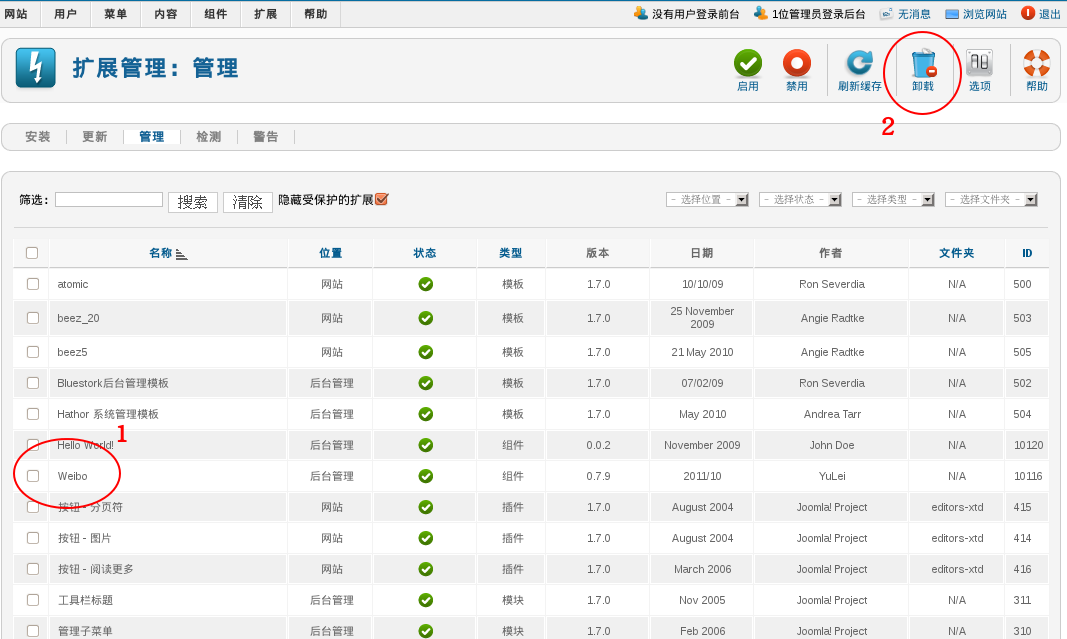 网站 用户 菜单 内容 组件 扩展 帮助 没有用户登录前台 1位管理员登录后台 无消息 浏览网站 退出
扩展管理：管理
启用 禁用 刷新缓存 卸载 选项 帮助
2
安装 更新 管理 检测 警告
筛选： 搜索 清除 隐藏受保护的扩展 - 选择位置 - - 选择状态 - - 选择类型 - - 选择文件夹 -
名称 位置 状态 类型 版本 日期 作者 文件夹 ID
atomic 网站 模板 1.7.0 10/10/09 Ron Severdia N/A 500
beez_20 网站 模板 1.7.0 25 November 2009 Angie Radtke N/A 503
beez5 网站 模板 1.7.0 21 May 2010 Angie Radtke N/A 505
Bluestork后台管理模板 后台管理 模板 1.7.0 07/02/09 Ron Severdia N/A 502
Hathor 系统管理模板 后台管理 模板 1.7.0 May 2010 Andrea Tarr N/A 504
1
Hello World! 后台管理 组件 0.0.2 November 2009 John Doe N/A 10120
Weibo 后台管理 组件 0.7.9 2011/10 YuLei N/A 10116
按钮 - 分页符 网站 插件 1.7.0 August 2004 Joomla! Project editors-xtd 415
按钮 - 图片 网站 插件 1.7.0 August 2004 Joomla! Project editors-xtd 414
按钮 - 阅读更多 网站 插件 1.7.0 March 2006 Joomla! Project editors-xtd 416
工具栏标题 后台管理 模块 1.7.0 Nov 2005 Joomla! Project N/A 311
管理子菜单 后台管理 模块 1.7.0 Feb 2006 Joomla! Project N/A 310